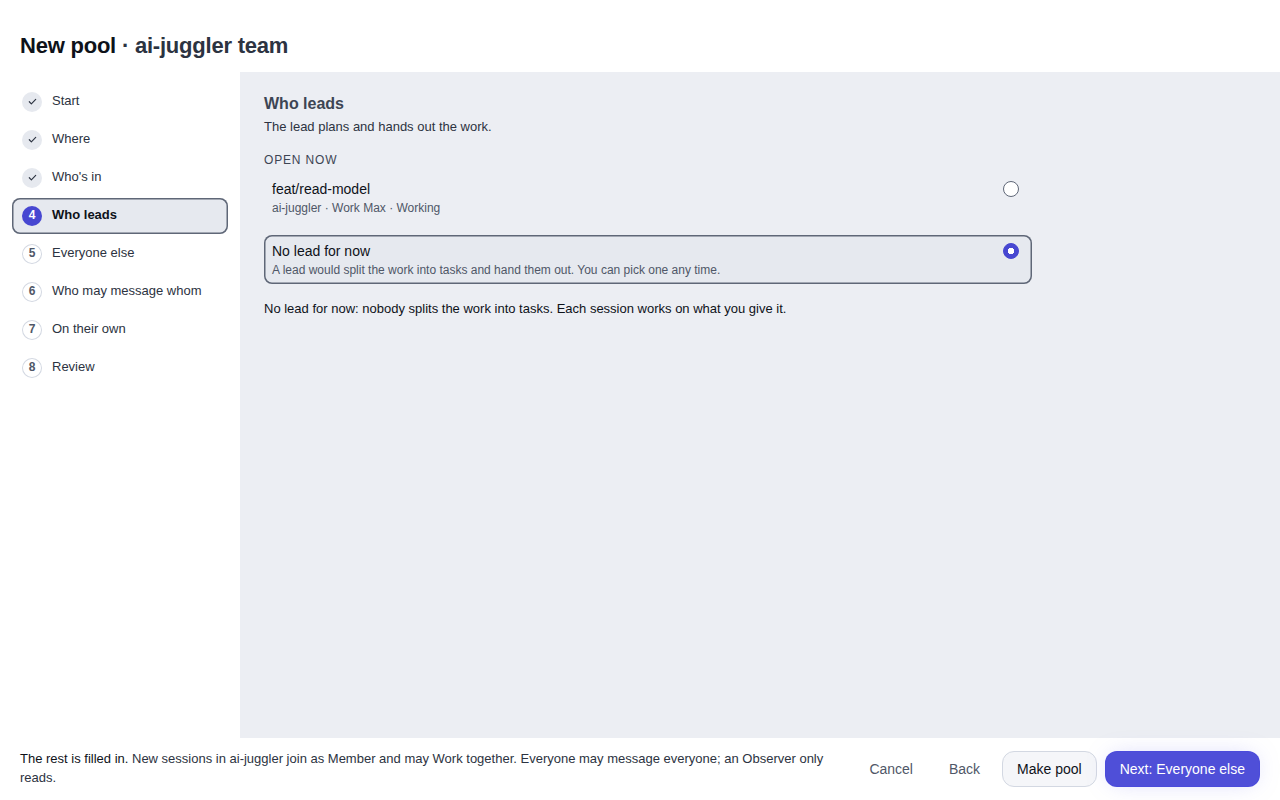 New pool · ai-juggler team
Start
Where
Who's in
4 Who leads
5 Everyone else
6 Who may message whom
7 On their own
8 Review
Who leads
The lead plans and hands out the work.
OPEN NOW
feat/read-model
ai-juggler · Work Max · Working
No lead for now
A lead would split the work into tasks and hand them out. You can pick one any time.
No lead for now: nobody splits the work into tasks. Each session works on what you give it.
The rest is filled in. New sessions in ai-juggler join as Member and may Work together. Everyone may message everyone; an Observer only
reads.
Cancel
Back
Make pool
Next: Everyone else